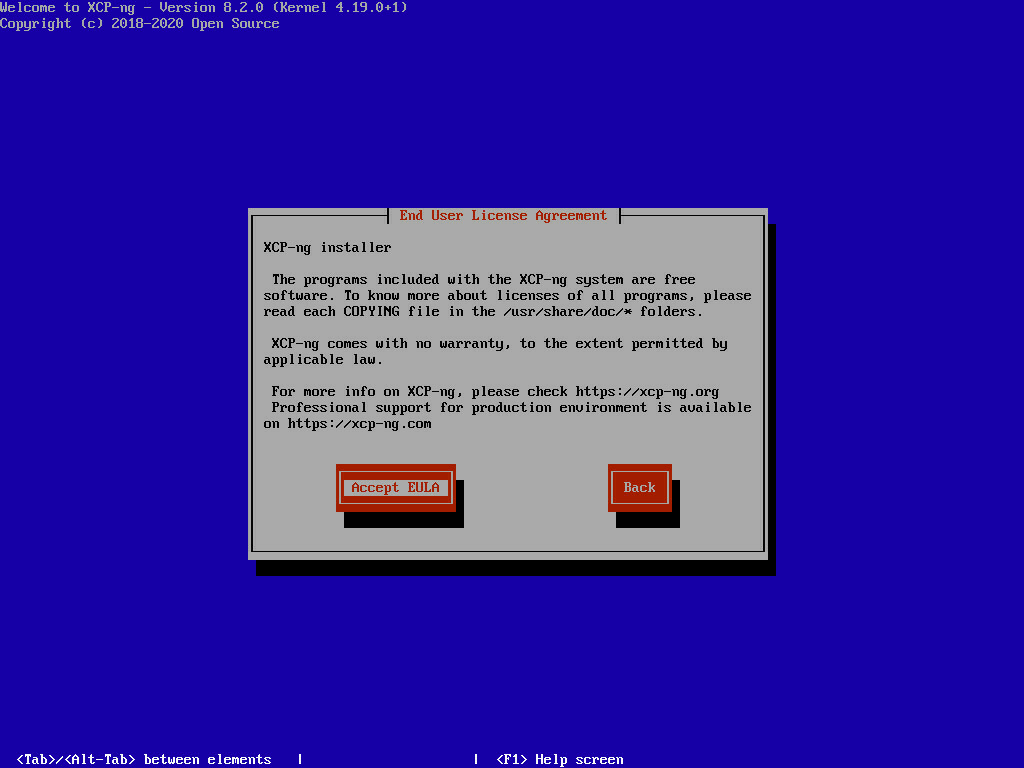 Welcome to XCP-ng - Version 8.2.0 (Kernel 4.19.0+1)
Copyright (c) 2018-2020 Open Source
End User License Agreement
XCP-ng installer
The programs included with the XCP-ng system are free
software. To know more about licenses of all programs, please
read each COPYING file in the /usr/share/doc/* folders.
XCP-ng comes with no warranty, to the extent permitted by
applicable law.
For more info on XCP-ng, please check https://xcp-ng.org
Professional support for production environment is available
on https://xcp-ng.com
Accept EULA
Back
<Tab>/<Alt-Tab> between elements | | <F1> Help screen